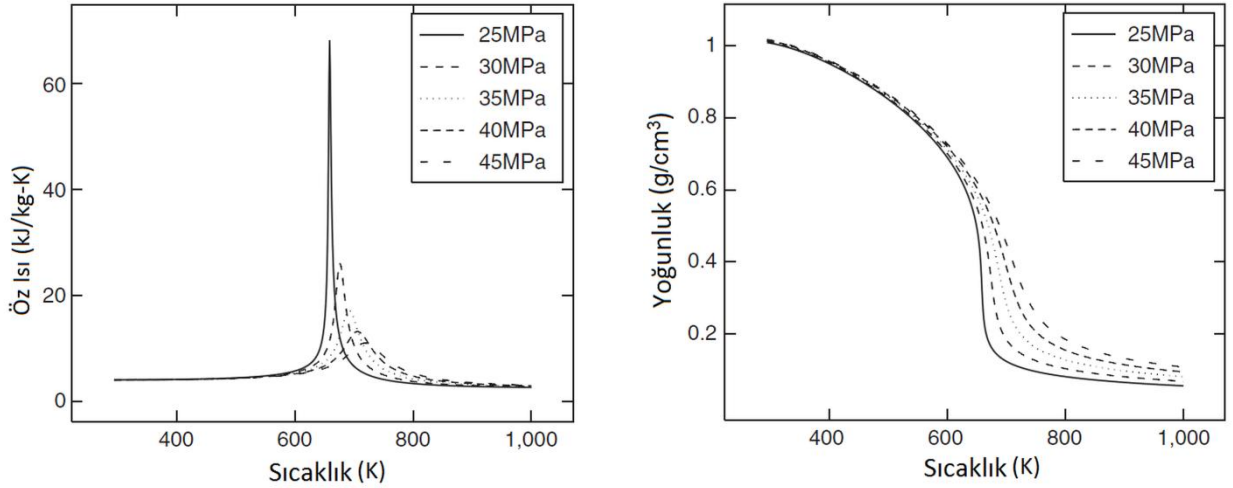 25MPa
30MPa
35MPa
40MPa
45MPa
60
40
20
0
400
600
800
1,000
Öz Isı (kJ/kg-K)
Sıcaklık (K)
25MPa
30MPa
35MPa
40MPa
45MPa
1
0.8
0.6
0.4
0.2
400
600
800
1,000
Yoğunluk (g/cm³)
Sıcaklık (K)